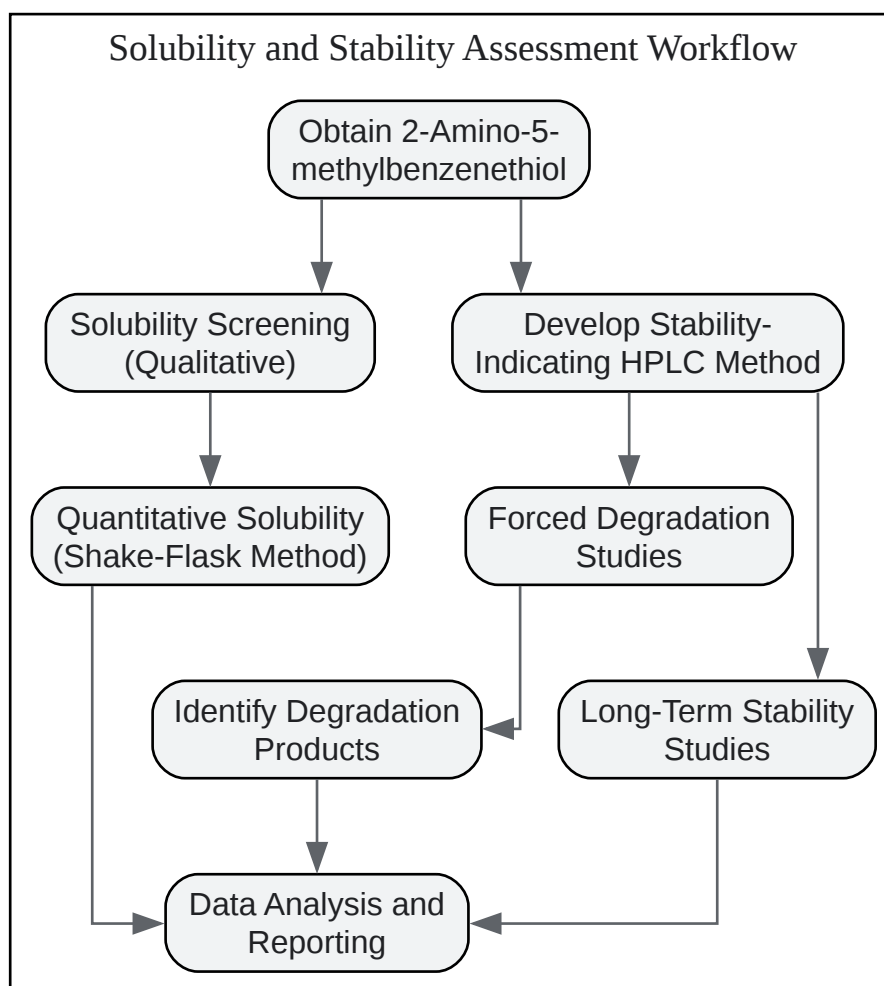 Solubility and Stability Assessment Workflow
Obtain 2-Amino-5-
methylbenzenethiol
Solubility Screening
(Qualitative)
Develop Stability-
Indicating HPLC Method
Quantitative Solubility
(Shake-Flask Method)
Forced Degradation
Studies
Identify Degradation
Products
Long-Term Stability
Studies
Data Analysis and
Reporting